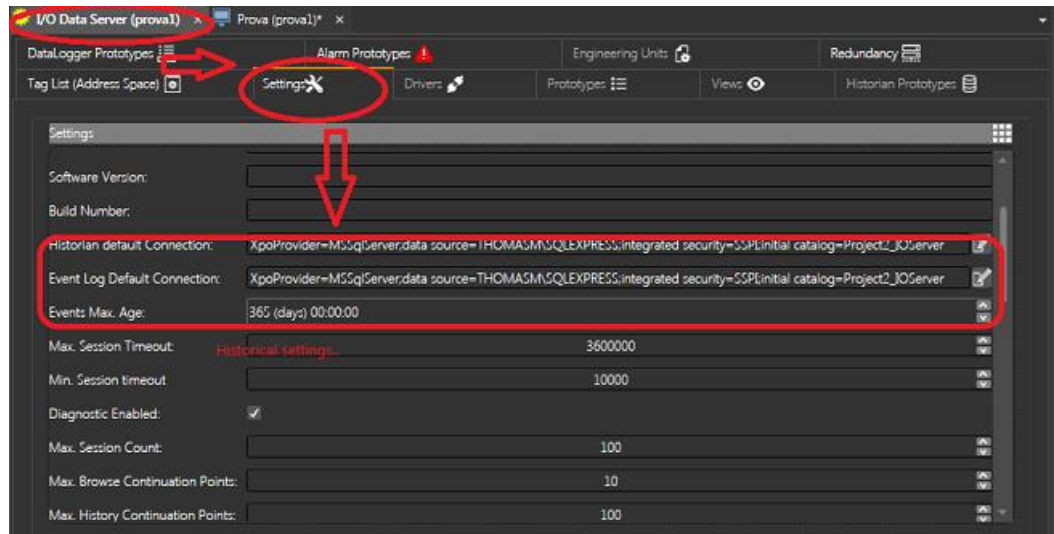 I/O Data Server (prova1) × Prova (prova1)* ×
DataLogger Prototypes Alarm Prototypes Engineering Units Redundancy
Tag List (Address Space) Settings Drivers Prototypes Views Historian Prototypes
Settings
Software Version:
Build Number:
Historian default Connection: XpoProvider=MSSqlServer;data source=THOMASM\SQLEXPRESS;integrated security=SSPI;initial catalog=Project2_IOServer
Event Log Default Connection: XpoProvider=MSSqlServer;data source=THOMASM\SQLEXPRESS;integrated security=SSPI;initial catalog=Project2_IOServer
Events Max. Age: 365 (days) 00:00:00
Max. Session Timeout: 3600000
Historical settings..
Min. Session timeout 10000
Diagnostic Enabled:
Max. Session Count: 100
Max. Browse Continuation Points: 10
Max. History Continuation Points: 100